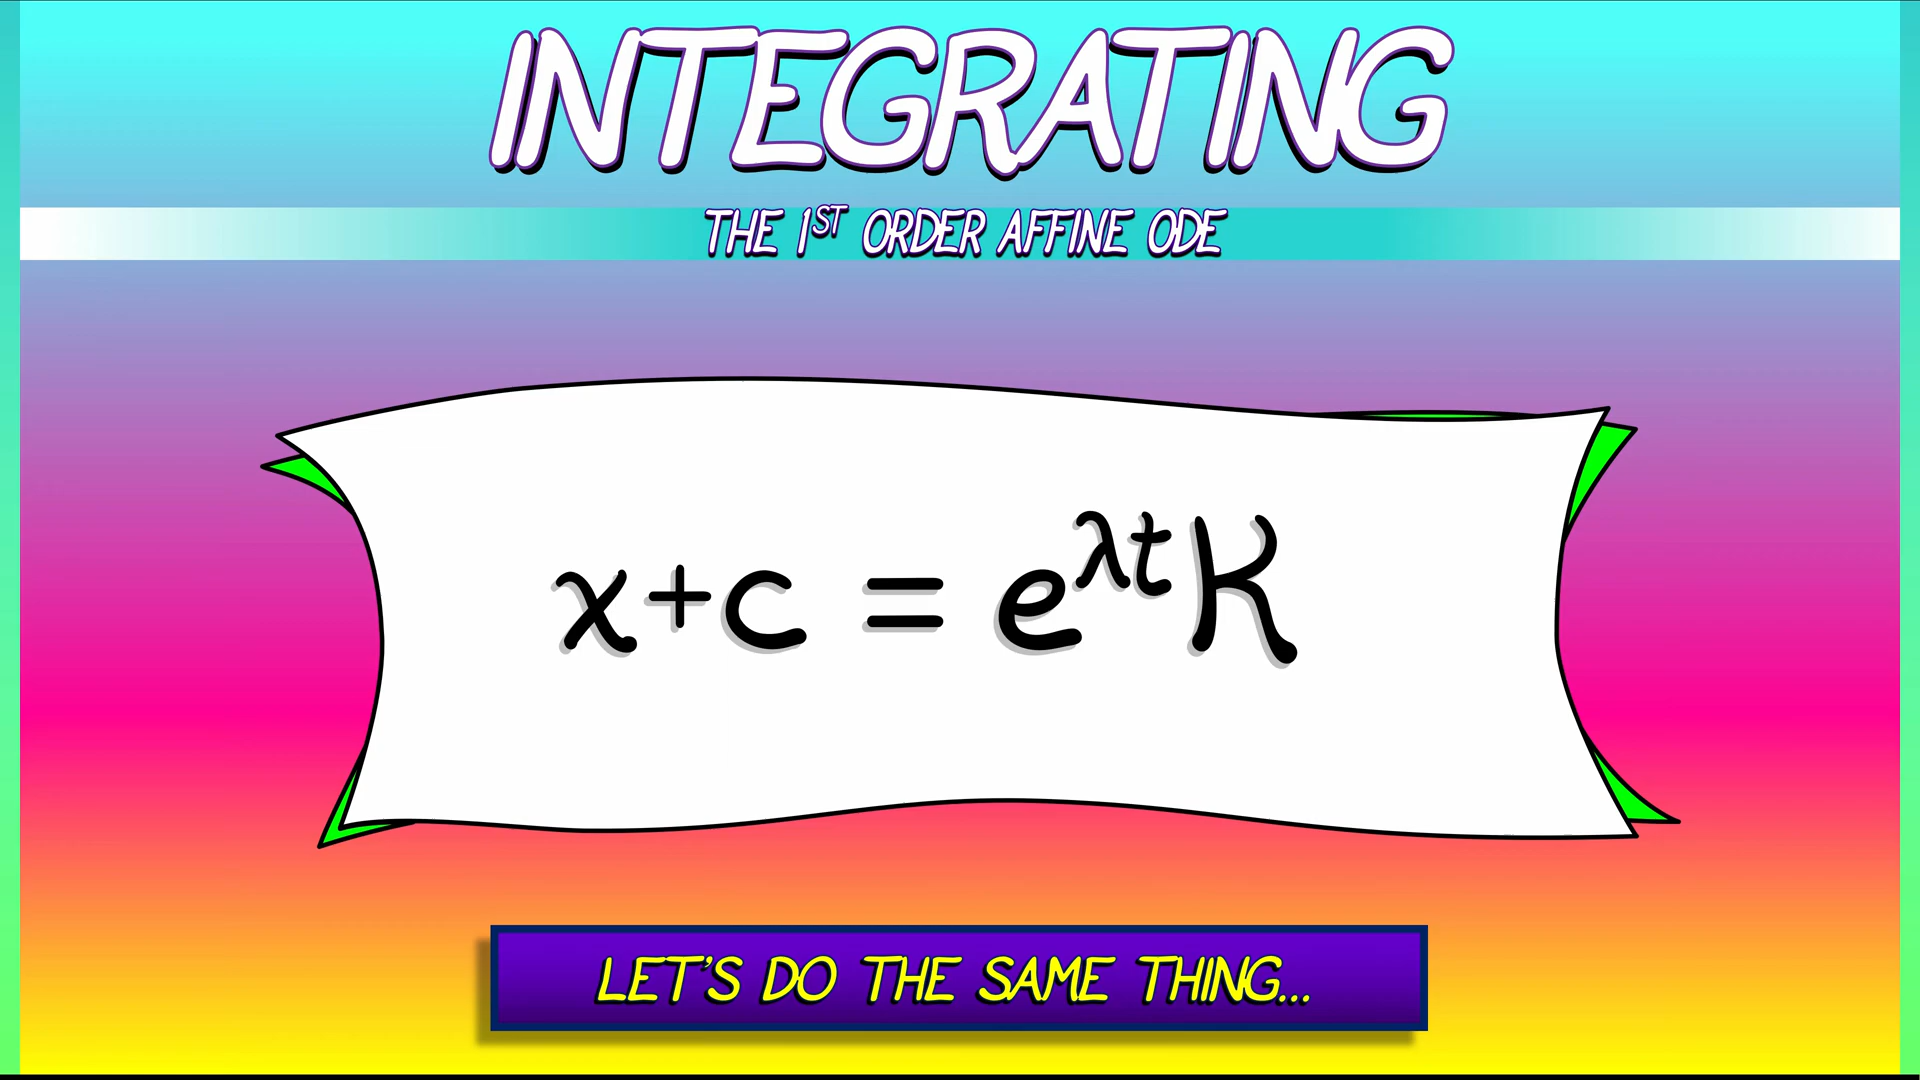 INTEGRATING
THE 1ST ORDER AFFINE ODE
x+c = e^{λt}K
LET'S DO THE SAME THING...